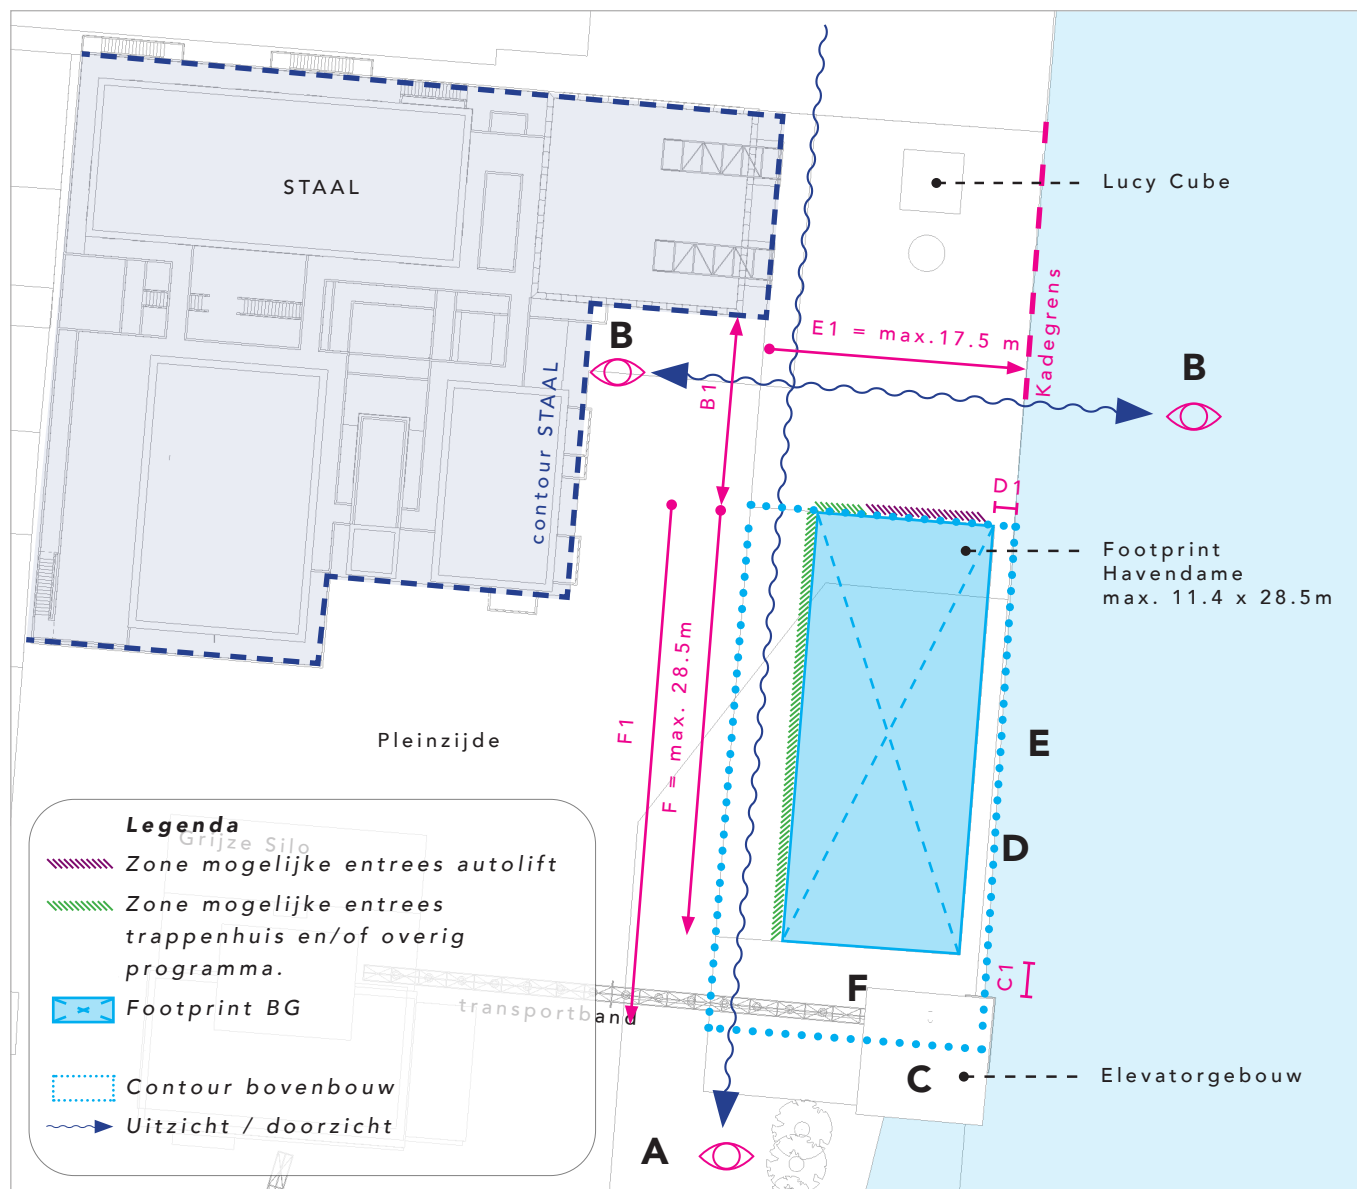 STAAL
Lucy Cube
Kadegrens
E1 = max.17.5 m
B
B
B1
contour STAAL
D1
Footprint
Havendame
max. 11.4 x 28.5m
F = max. 28.5m
F1
Pleinzijde
E
D
C1
F
C
Elevatorgebouw
A
Legenda
Grijze Silo
Zone mogelijke entrees autolift
Zone mogelijke entrees
trappenhuis en/of overig
programma.
transportband
Footprint BG
Contour bovenbouw
Uitzicht / doorzicht